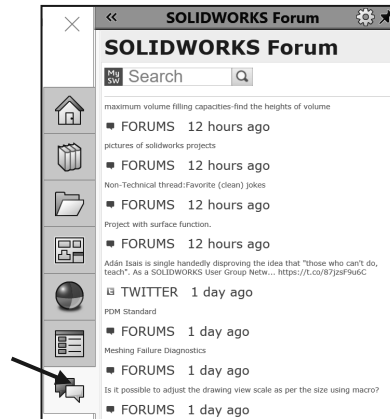 « SOLIDWORKS Forum
SOLIDWORKS Forum
My SW Search
maximum volume filling capacities-find the heights of volume
FORUMS 12 hours ago
pictures of solidworks projects
FORUMS 12 hours ago
Non-Technical thread:Favorite (clean) jokes
FORUMS 12 hours ago
Project with surface function.
FORUMS 12 hours ago
Adán Isais is single handedly disproving the idea that "those who can't do,
teach". As a SOLIDWORKS User Group Netw... https://t.co/87jzsF9u6C
TWITTER 1 day ago
PDM Standard
FORUMS 1 day ago
Meshing Failure Diagnostics
FORUMS 1 day ago
Is it possible to adjust the drawing view scale as per the size using macro?
FORUMS 1 day ago